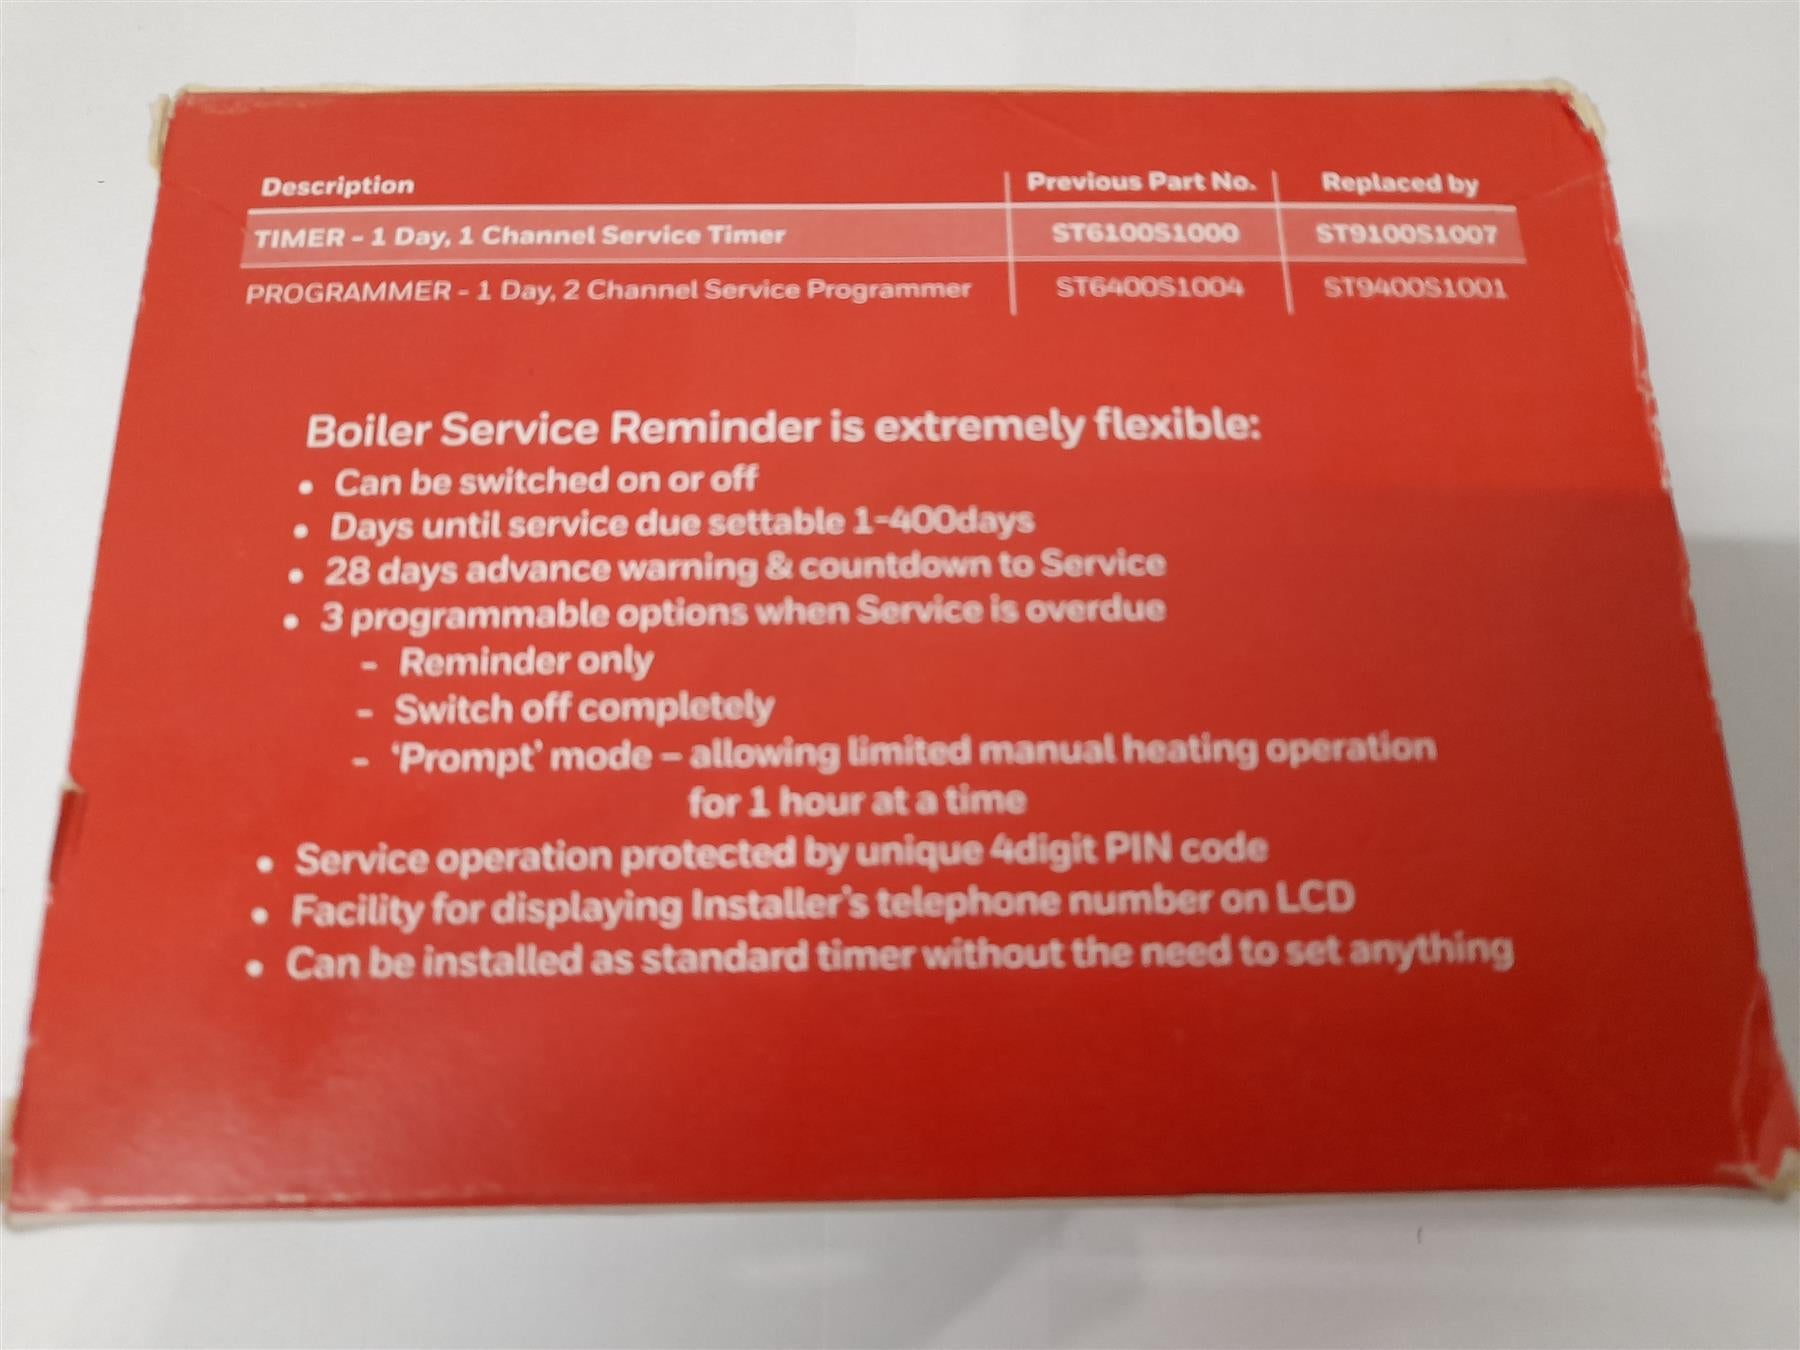 Description Previous Part No. Replaced by
TIMER - 1 Day, 1 Channel Service Timer ST6100S1000 ST9100S1007
PROGRAMMER - 1 Day, 2 Channel Service Programmer ST6400S1004 ST9400S1001
Boiler Service Reminder is extremely flexible:
• Can be switched on or off
• Days until service due settable 1-400days
• 28 days advance warning & countdown to Service
• 3 programmable options when Service is overdue
- Reminder only
- Switch off completely
- ‘Prompt’ mode – allowing limited manual heating operation
for 1 hour at a time
• Service operation protected by unique 4digit PIN code
• Facility for displaying Installer’s telephone number on LCD
• Can be installed as standard timer without the need to set anything